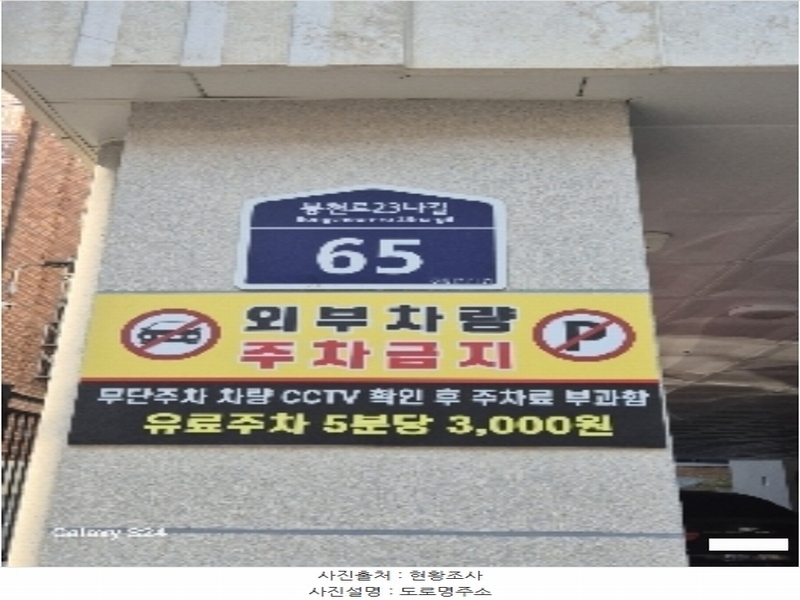 봉천로23나길
65
외부차량
P
주차금지
무단주차 차량 CCTV 확인 후 주차료 부과함
유료주차 5분당 3,000원
Galaxy S24
사진출처 : 현황조사
사진설명 : 도로명주소